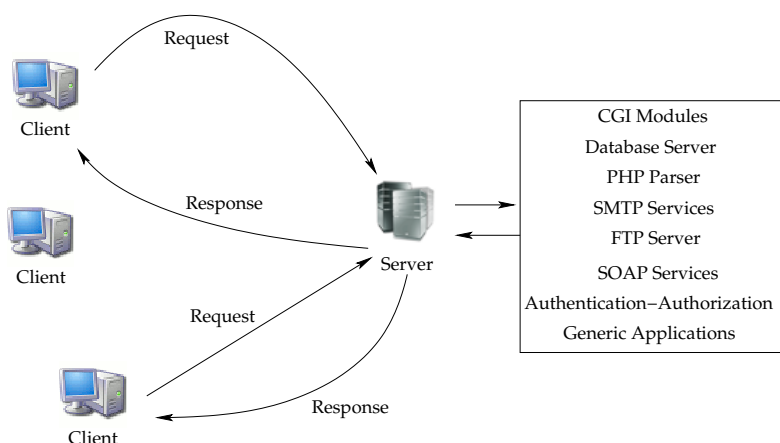 Request
Client
Response
Client
Server
Request
Response
Client
CGI Modules
Database Server
PHP Parser
SMTP Services
FTP Server
SOAP Services
Authentication−Authorization
Generic Applications